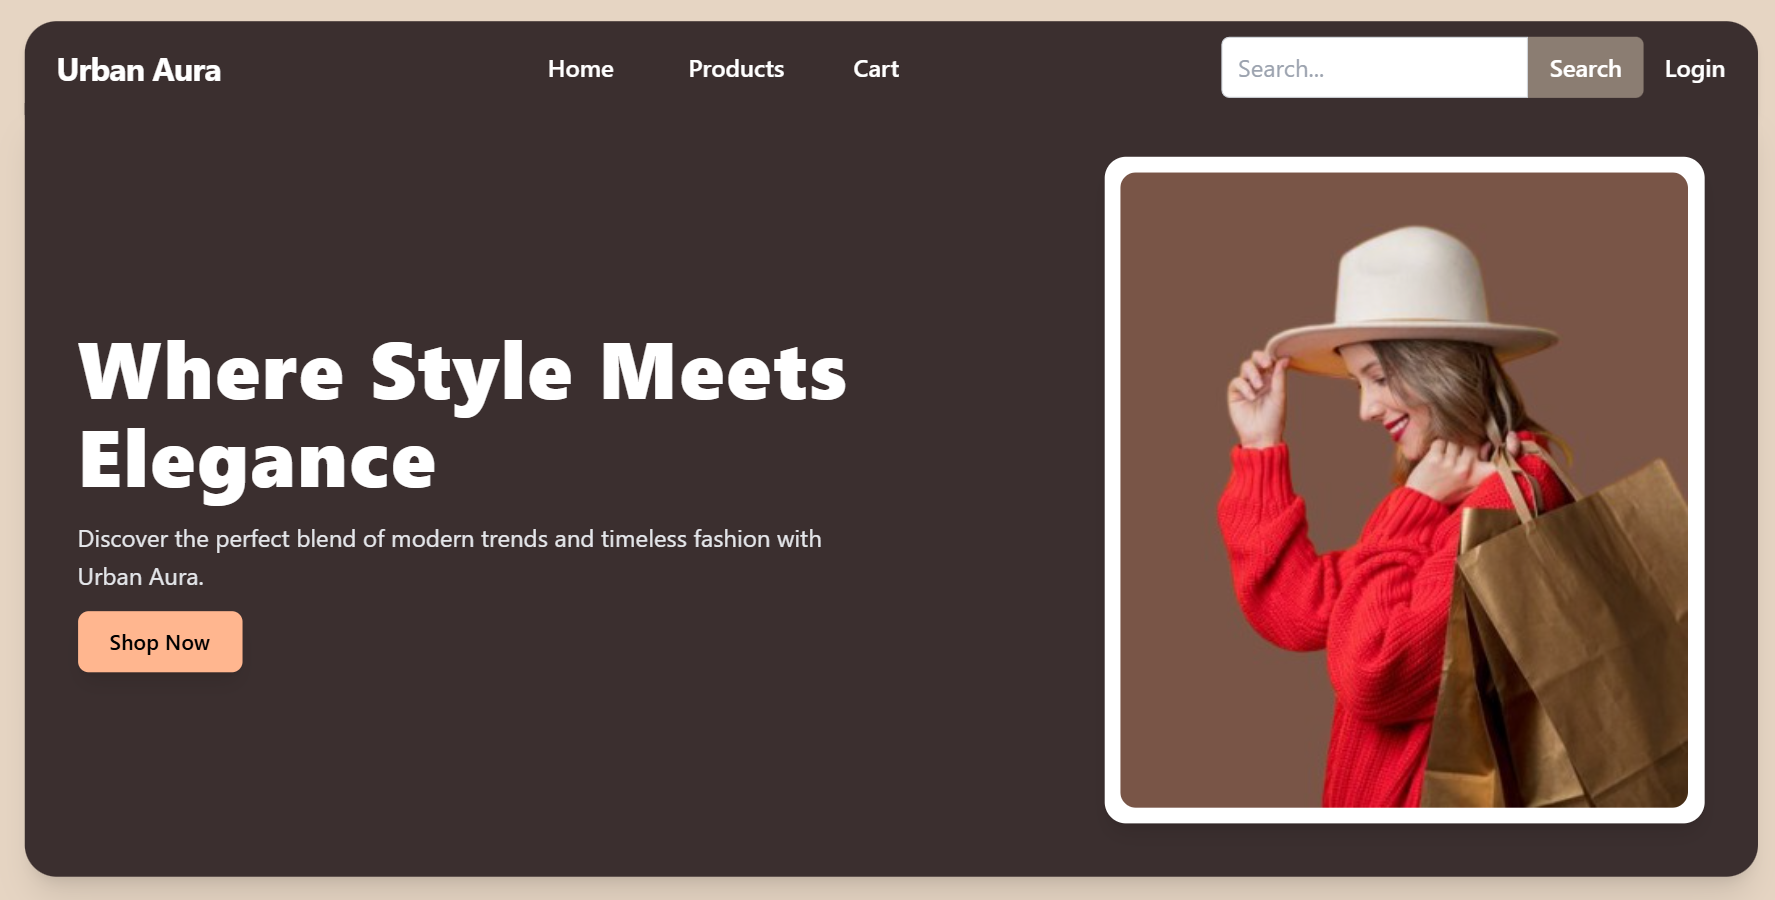 Urban Aura
Home
Products
Cart
Search...
Search
Login
Where Style Meets
Elegance
Discover the perfect blend of modern trends and timeless fashion with
Urban Aura.
Shop Now